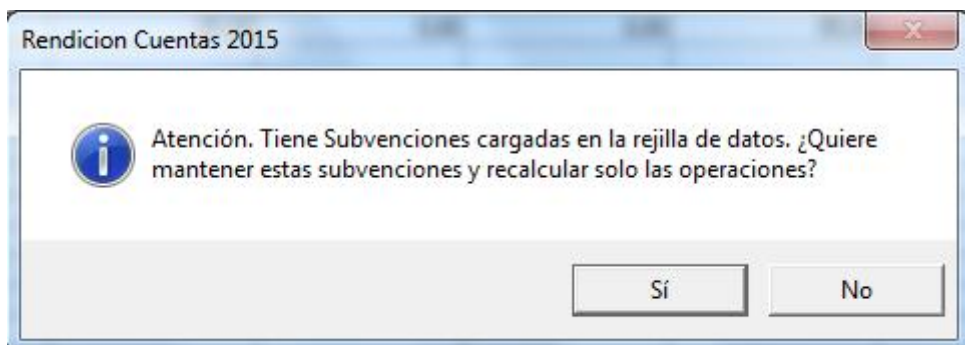 Rendicion Cuentas 2015
Atención. Tiene Subvenciones cargadas en la rejilla de datos. ¿Quiere
mantener estas subvenciones y recalcular solo las operaciones?
Sí
No